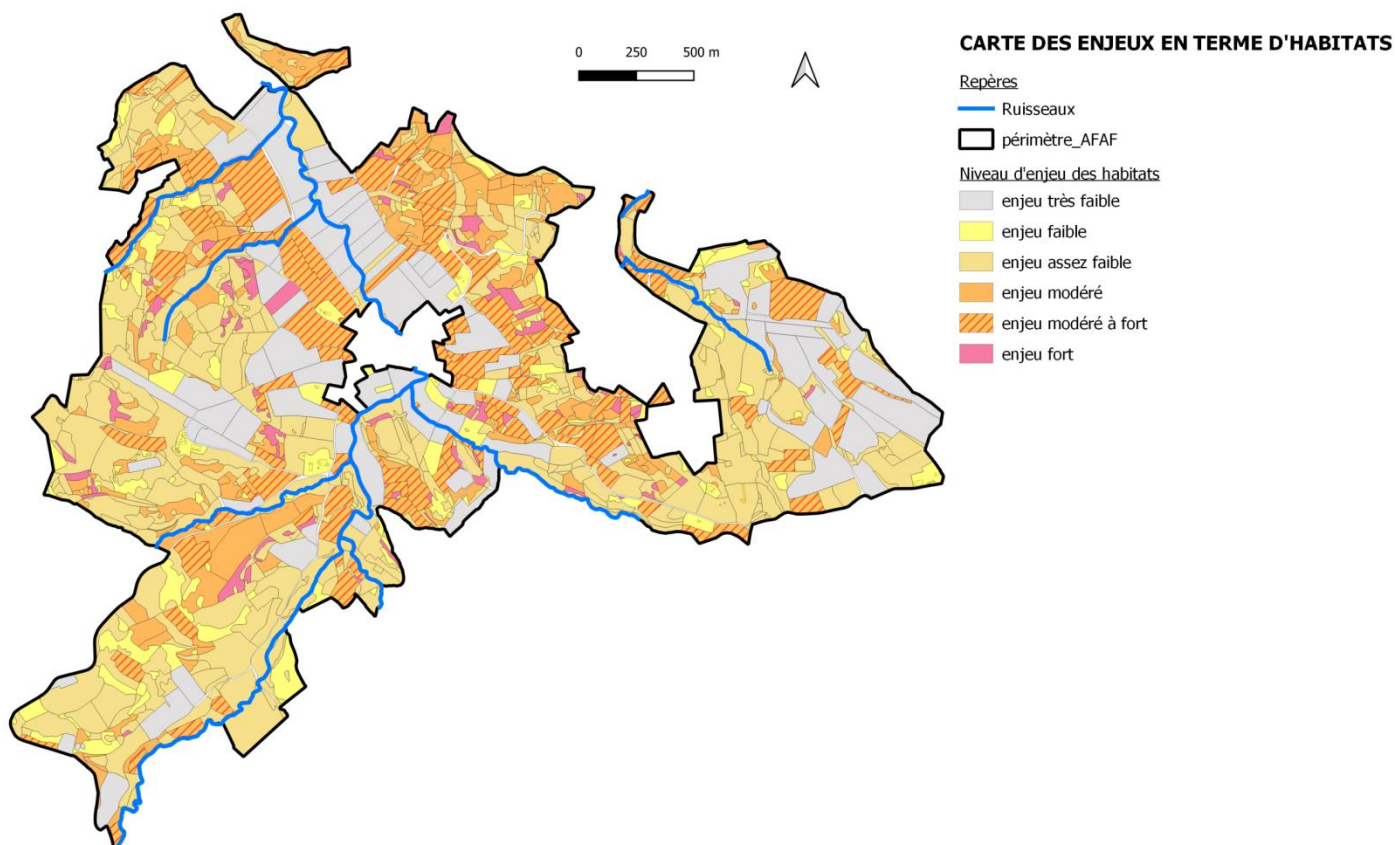 0 250 500 m
CARTE DES ENJEUX EN TERME D'HABITATS
Repères
Ruisseaux
périmètre_AFAF
Niveau d'enjeu des habitats
enjeu très faible
enjeu faible
enjeu assez faible
enjeu modéré
enjeu modéré à fort
enjeu fort